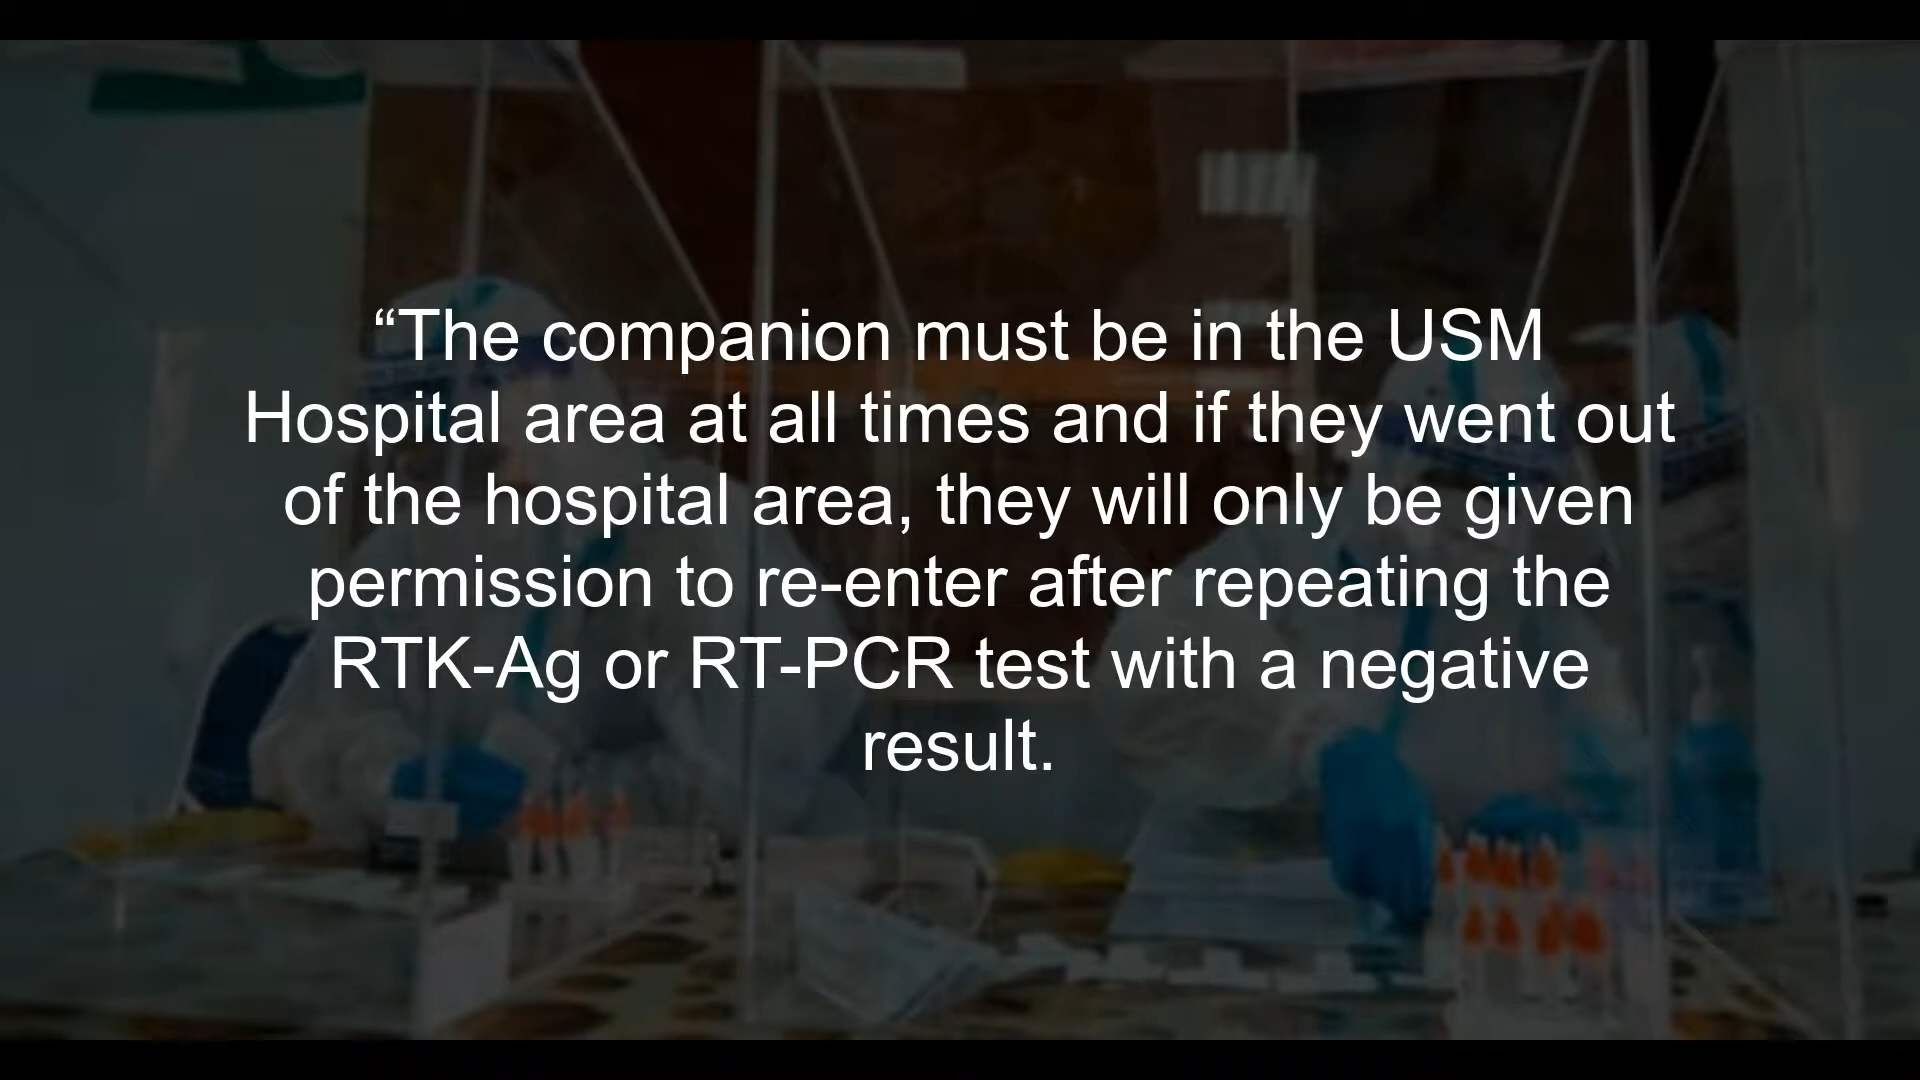 “The companion must be in the USM
Hospital area at all times and if they went out
of the hospital area, they will only be given
permission to re-enter after repeating the
RTK-Ag or RT-PCR test with a negative
result.